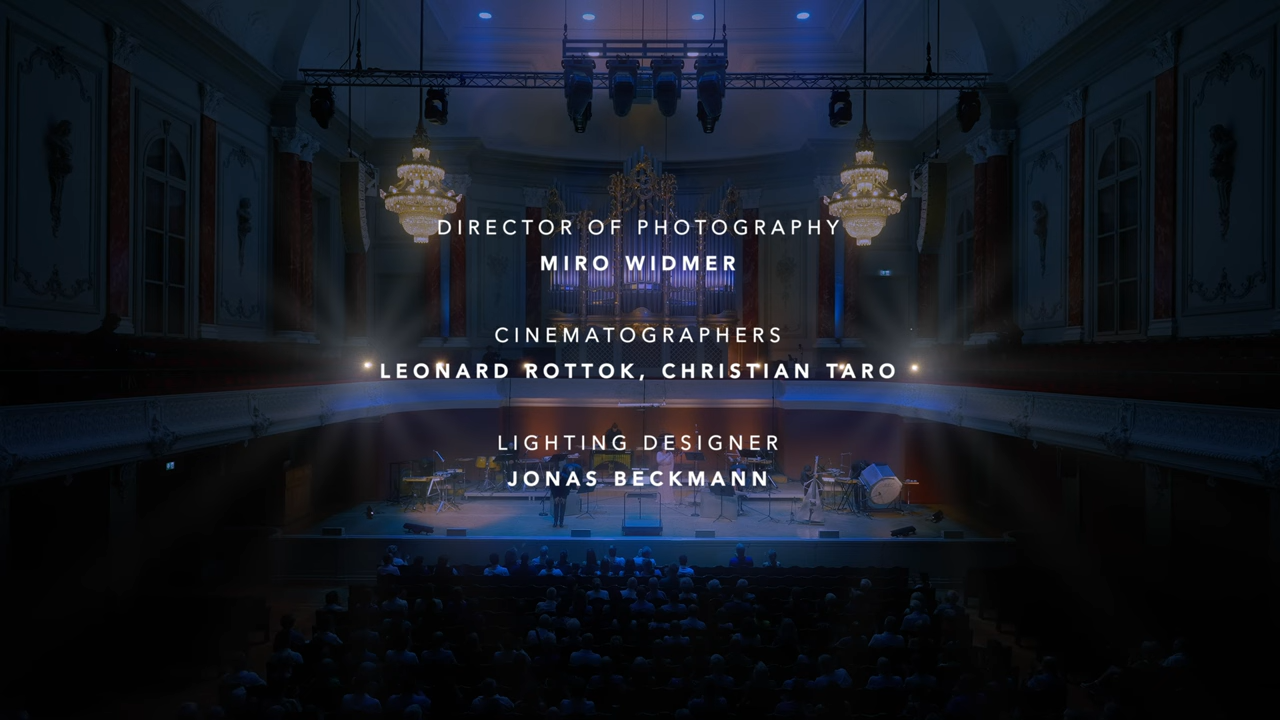 DIRECTOR OF PHOTOGRAPHY
MIRO WIDMER
CINEMATOGRAPHERS
LEONARD ROTTOK, CHRISTIAN TARO
LIGHTING DESIGNER
JONAS BECKMANN